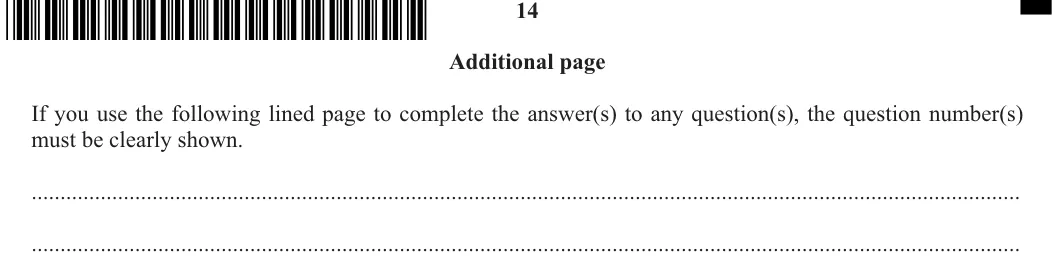 14
Additional page
If you use the following lined page to complete the answer(s) to any question(s), the question number(s)
must be clearly shown.
..........................................................................................................................................................................
..........................................................................................................................................................................